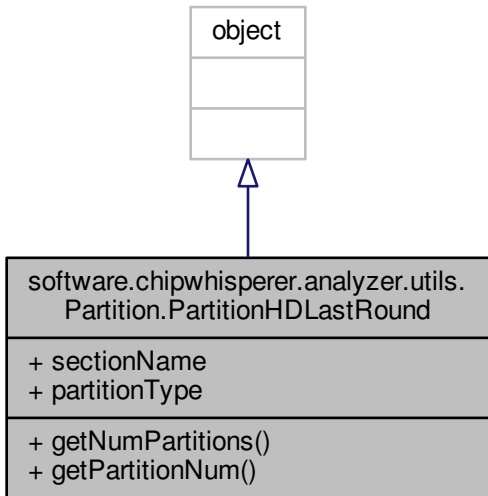 object
software.chipwhisperer.analyzer.utils.
Partition.PartitionHDLastRound
+ sectionName
+ partitionType
+ getNumPartitions()
+ getPartitionNum()